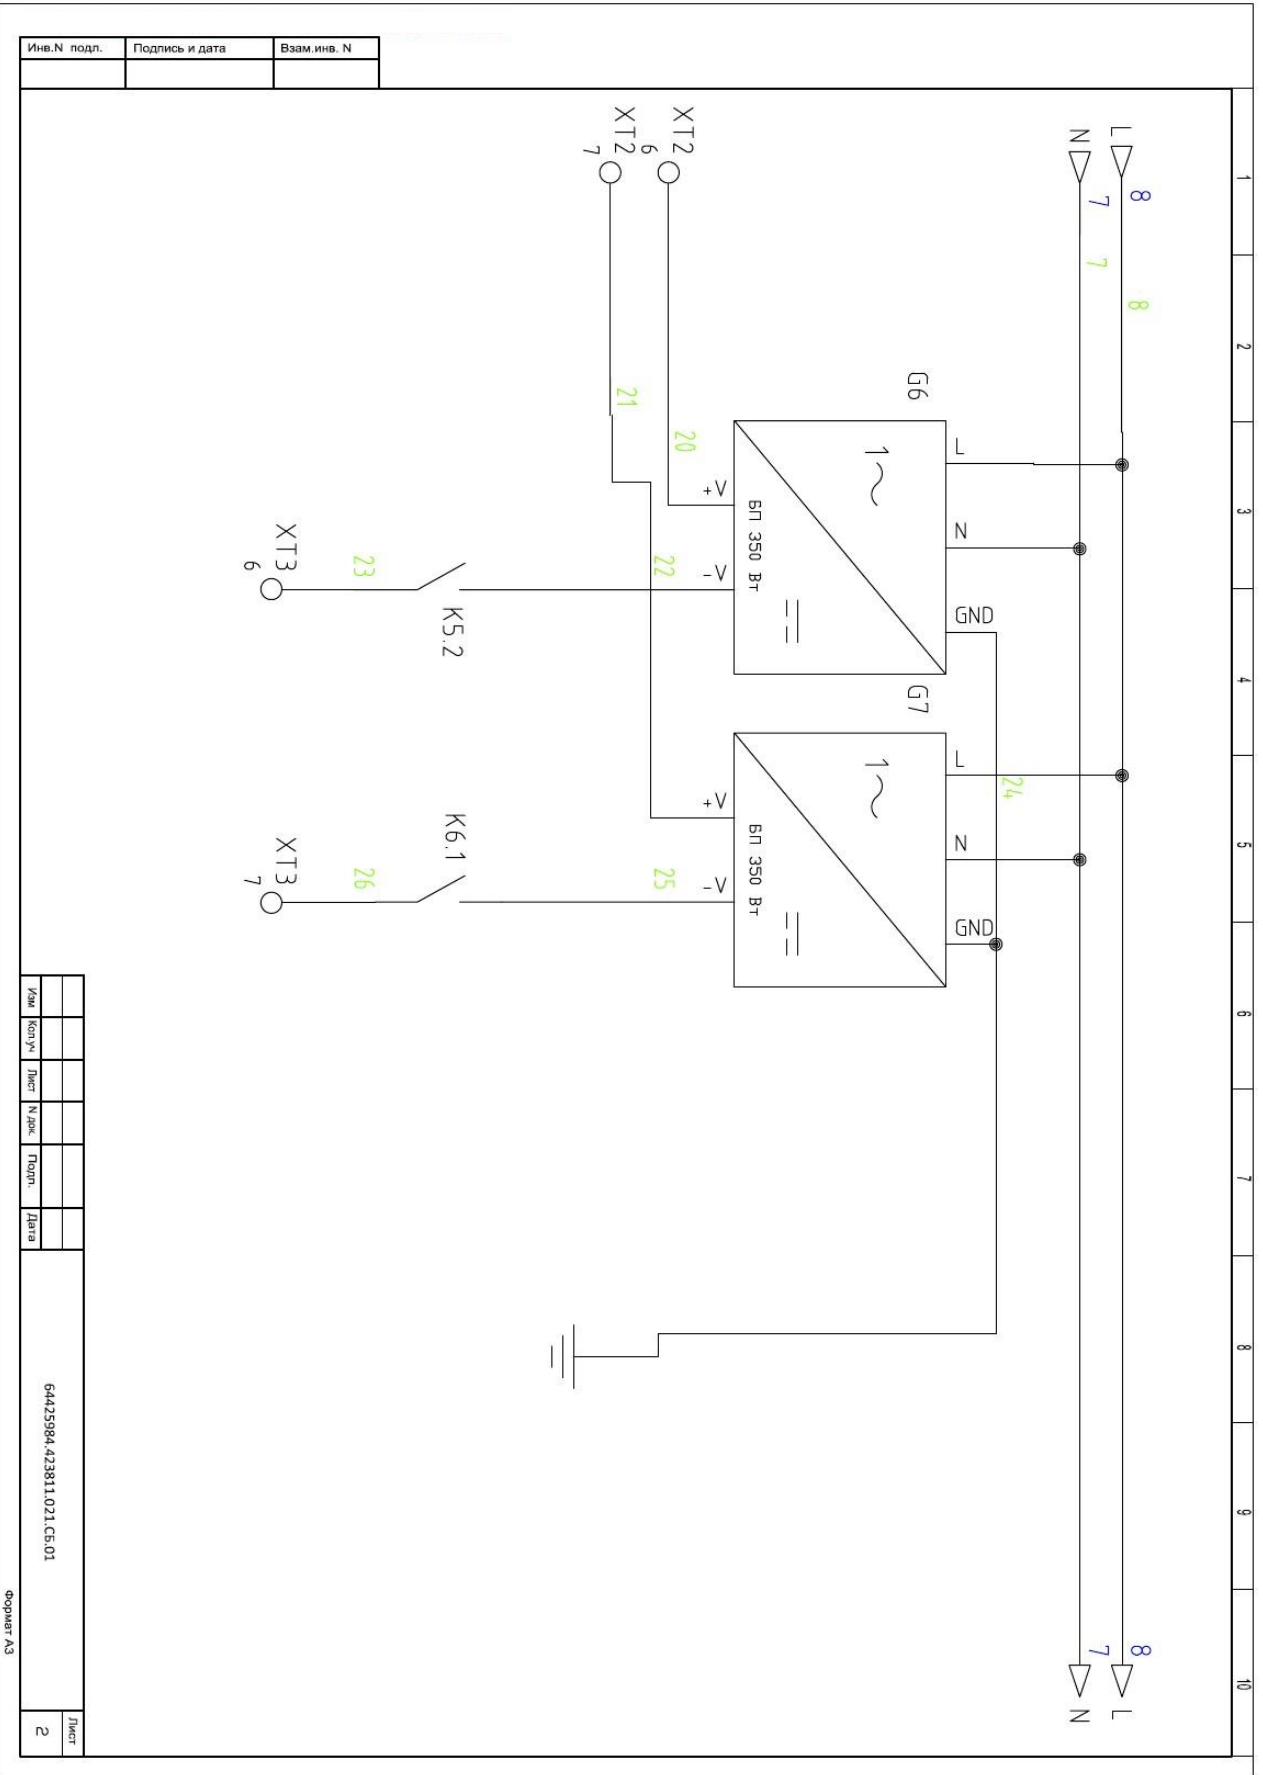 Инв.N подл.
Подпись и дата
Взам.инв. N
1
2
3
4
5
6
7
8
9
10
L
8
8
8
L
N
7
7
7
N
G6
L
N
GND
1~
БП 350 Вт
+V
-V
G7
L
N
GND
1~
БП 350 Вт
+V
-V
24
XT2
6
20
XT2
7
21
22
K5.2
23
XT3
6
25
K6.1
26
XT3
7
Изм
Кол.уч
Лист
N док.
Подп.
Дата
64425984.423811.021.СБ.01
Лист
2
Формат А3